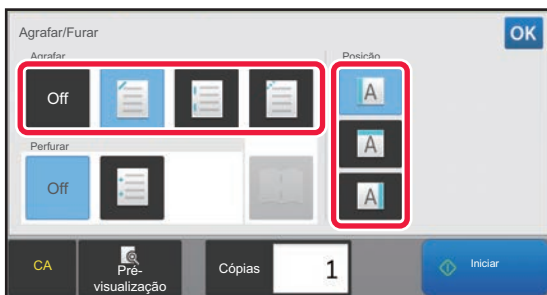 Agrafar/Furar
OK
Agrafar
Posição
Off
A
A
A
Perfurar
Off
CA
Pré-
visualização
Cópias
1
Iniciar